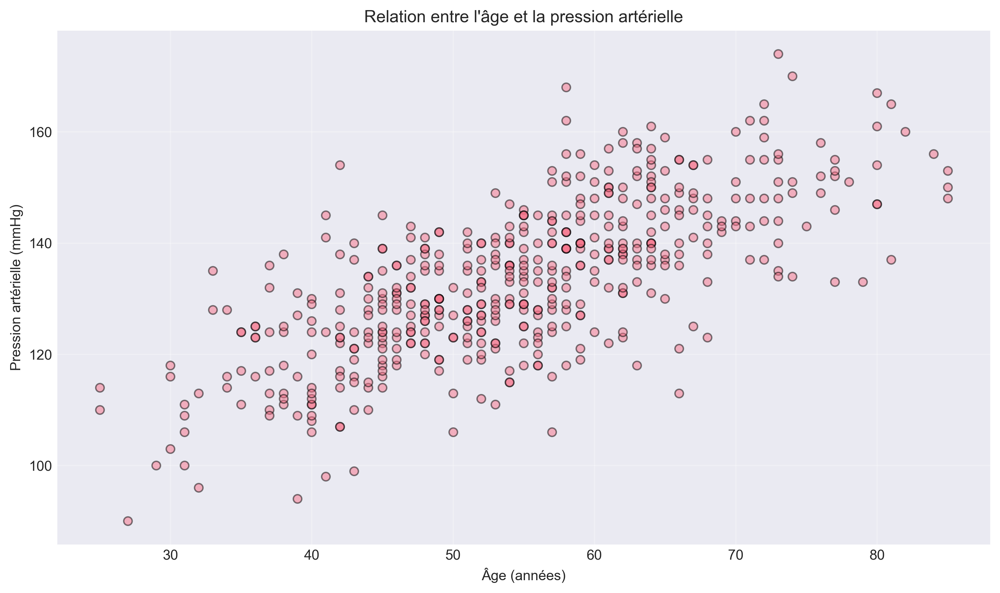 Relation entre l'âge et la pression artérielle
Pression artérielle (mmHg)
160
140
120
100
30 40 50 60 70 80
Âge (années)